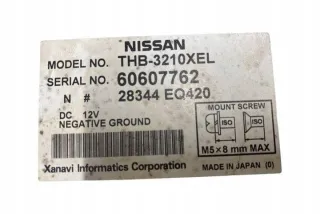 NISSAN
MODEL NO. THB-3210XEL
SERIAL NO. 60607762
N # 28344 EQ420
DC 12V
NEGATIVE GROUND
MOUNT SCREW
ISO ISO
M5×8 mm MAX
Xanavi Informatics Corporation MADE IN JAPAN (0)